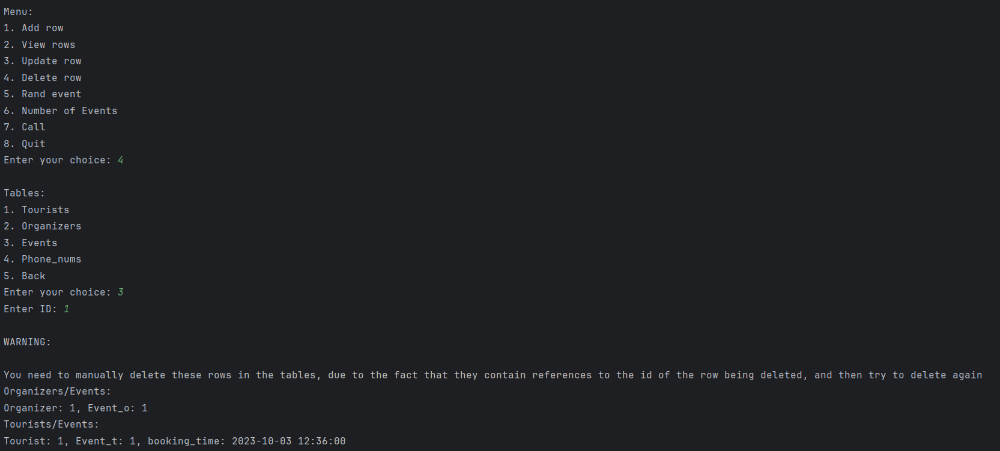 Menu:
1. Add row
2. View rows
3. Update row
4. Delete row
5. Rand event
6. Number of Events
7. Call
8. Quit
Enter your choice: 4
Tables:
1. Tourists
2. Organizers
3. Events
4. Phone_nums
5. Back
Enter your choice: 3
Enter ID: 1
WARNING:
You need to manually delete these rows in the tables, due to the fact that they contain references to the id of the row being deleted, and then try to delete again
Organizers/Events:
Organizer: 1, Event_o: 1
Tourists/Events:
Tourist: 1, Event_t: 1, booking_time: 2023-10-03 12:36:00